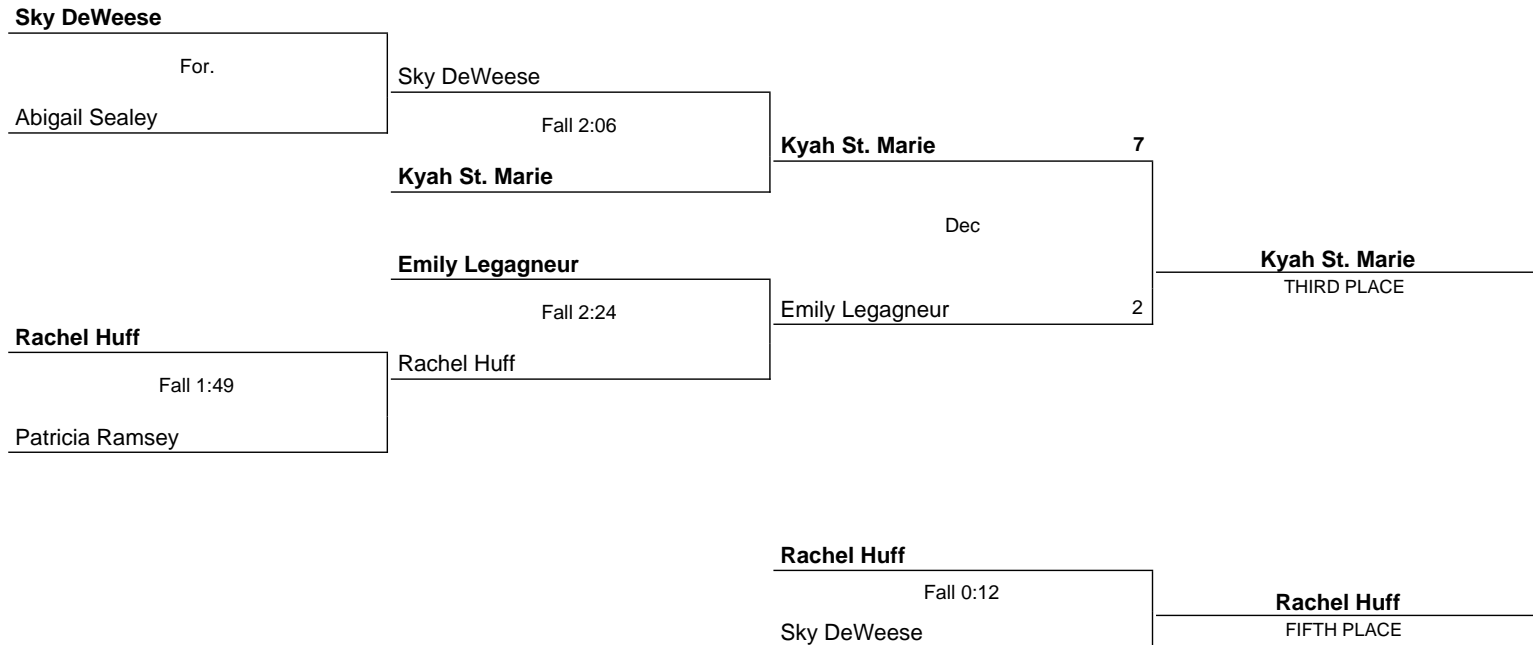 Sky DeWeese
For.
Sky DeWeese
Abigail Sealey
Fall 2:06
Kyah St. Marie 7
Kyah St. Marie
Dec
Emily Legagneur
Kyah St. Marie
THIRD PLACE
Fall 2:24
Emily Legagneur 2
Rachel Huff
Rachel Huff
Fall 1:49
Patricia Ramsey
Rachel Huff
Fall 0:12
Rachel Huff
FIFTH PLACE
Sky DeWeese